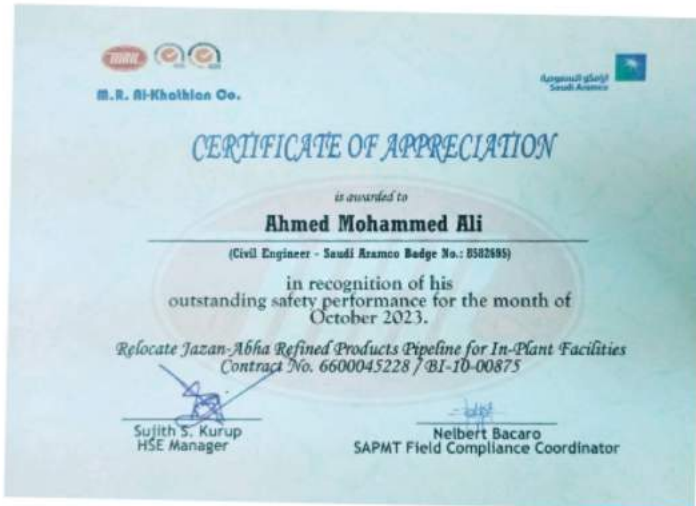 M.R. Al-Khathlan Co.
أرامكو السعودية
Saudi Aramco
CERTIFICATE OF APPRECIATION
is awarded to
Ahmed Mohammed Ali
(Civil Engineer - Saudi Aramco Badge No.: 8582695)
in recognition of his
outstanding safety performance for the month of
October 2023.
Relocate Jazan-Abha Refined Products Pipeline for In-Plant Facilities
Contract No. 6600045228 / BI-10-00875
Sujith S. Kurup
HSE Manager
Nelbert Bacaro
SAPMT Field Compliance Coordinator